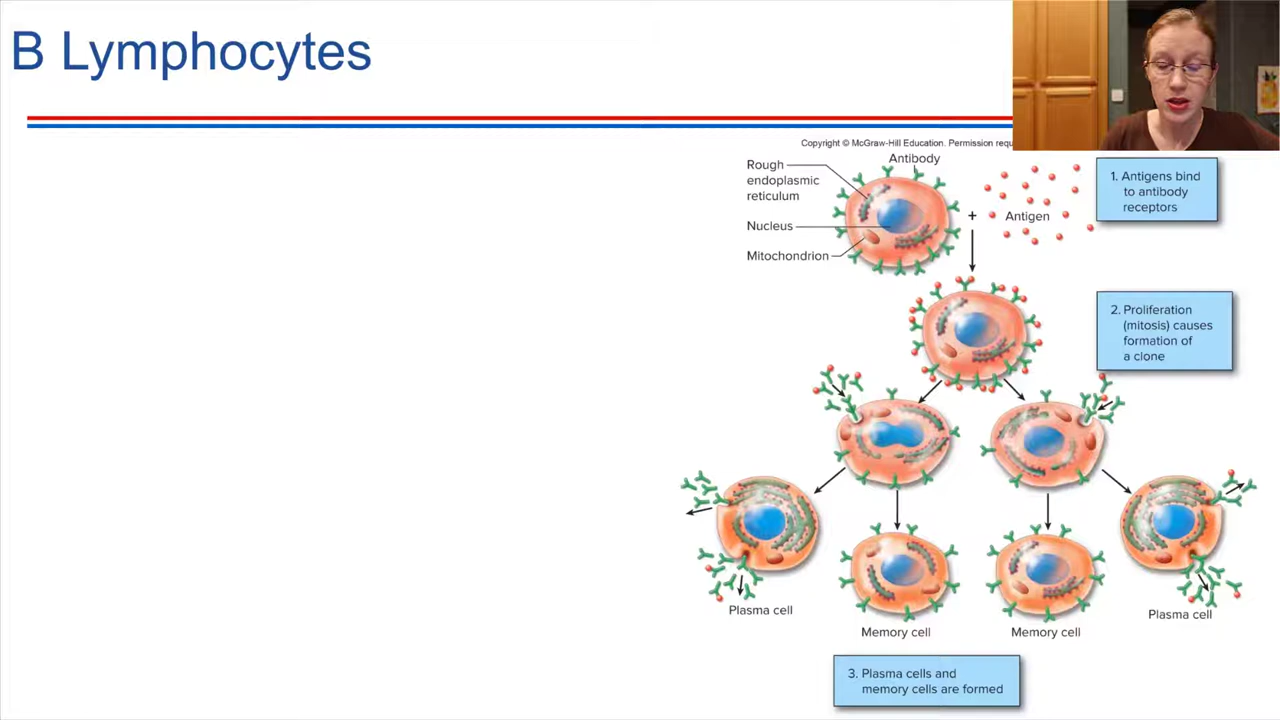 B Lymphocytes
Copyright © McGraw-Hill Education. Permission requ
Antibody
Rough
endoplasmic
reticulum
Nucleus
Mitochondrion
+
Antigen
1. Antigens bind
to antibody
receptors
2. Proliferation
(mitosis) causes
formation of
a clone
Plasma cell
Memory cell
Memory cell
Plasma cell
3. Plasma cells and
memory cells are formed